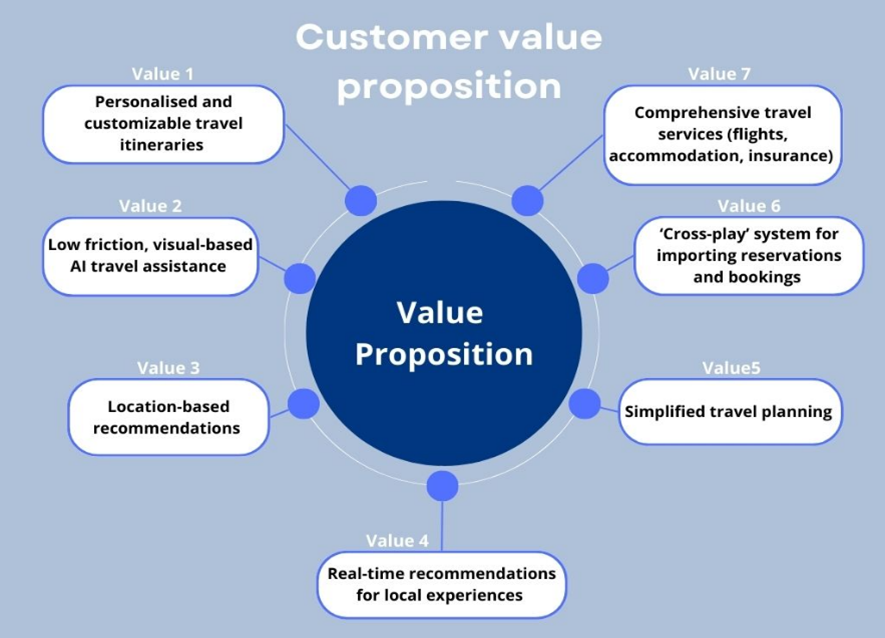 Customer value
proposition
Value 1
Personalised and
customizable travel
itineraries
Value 2
Low friction, visual-based
AI travel assistance
Value 3
Location-based
recommendations
Value 4
Real-time recommendations
for local experiences
Value5
Simplified travel planning
Value 6
‘Cross-play’ system for
importing reservations
and bookings
Value 7
Comprehensive travel
services (flights,
accommodation, insurance)
Value
Proposition